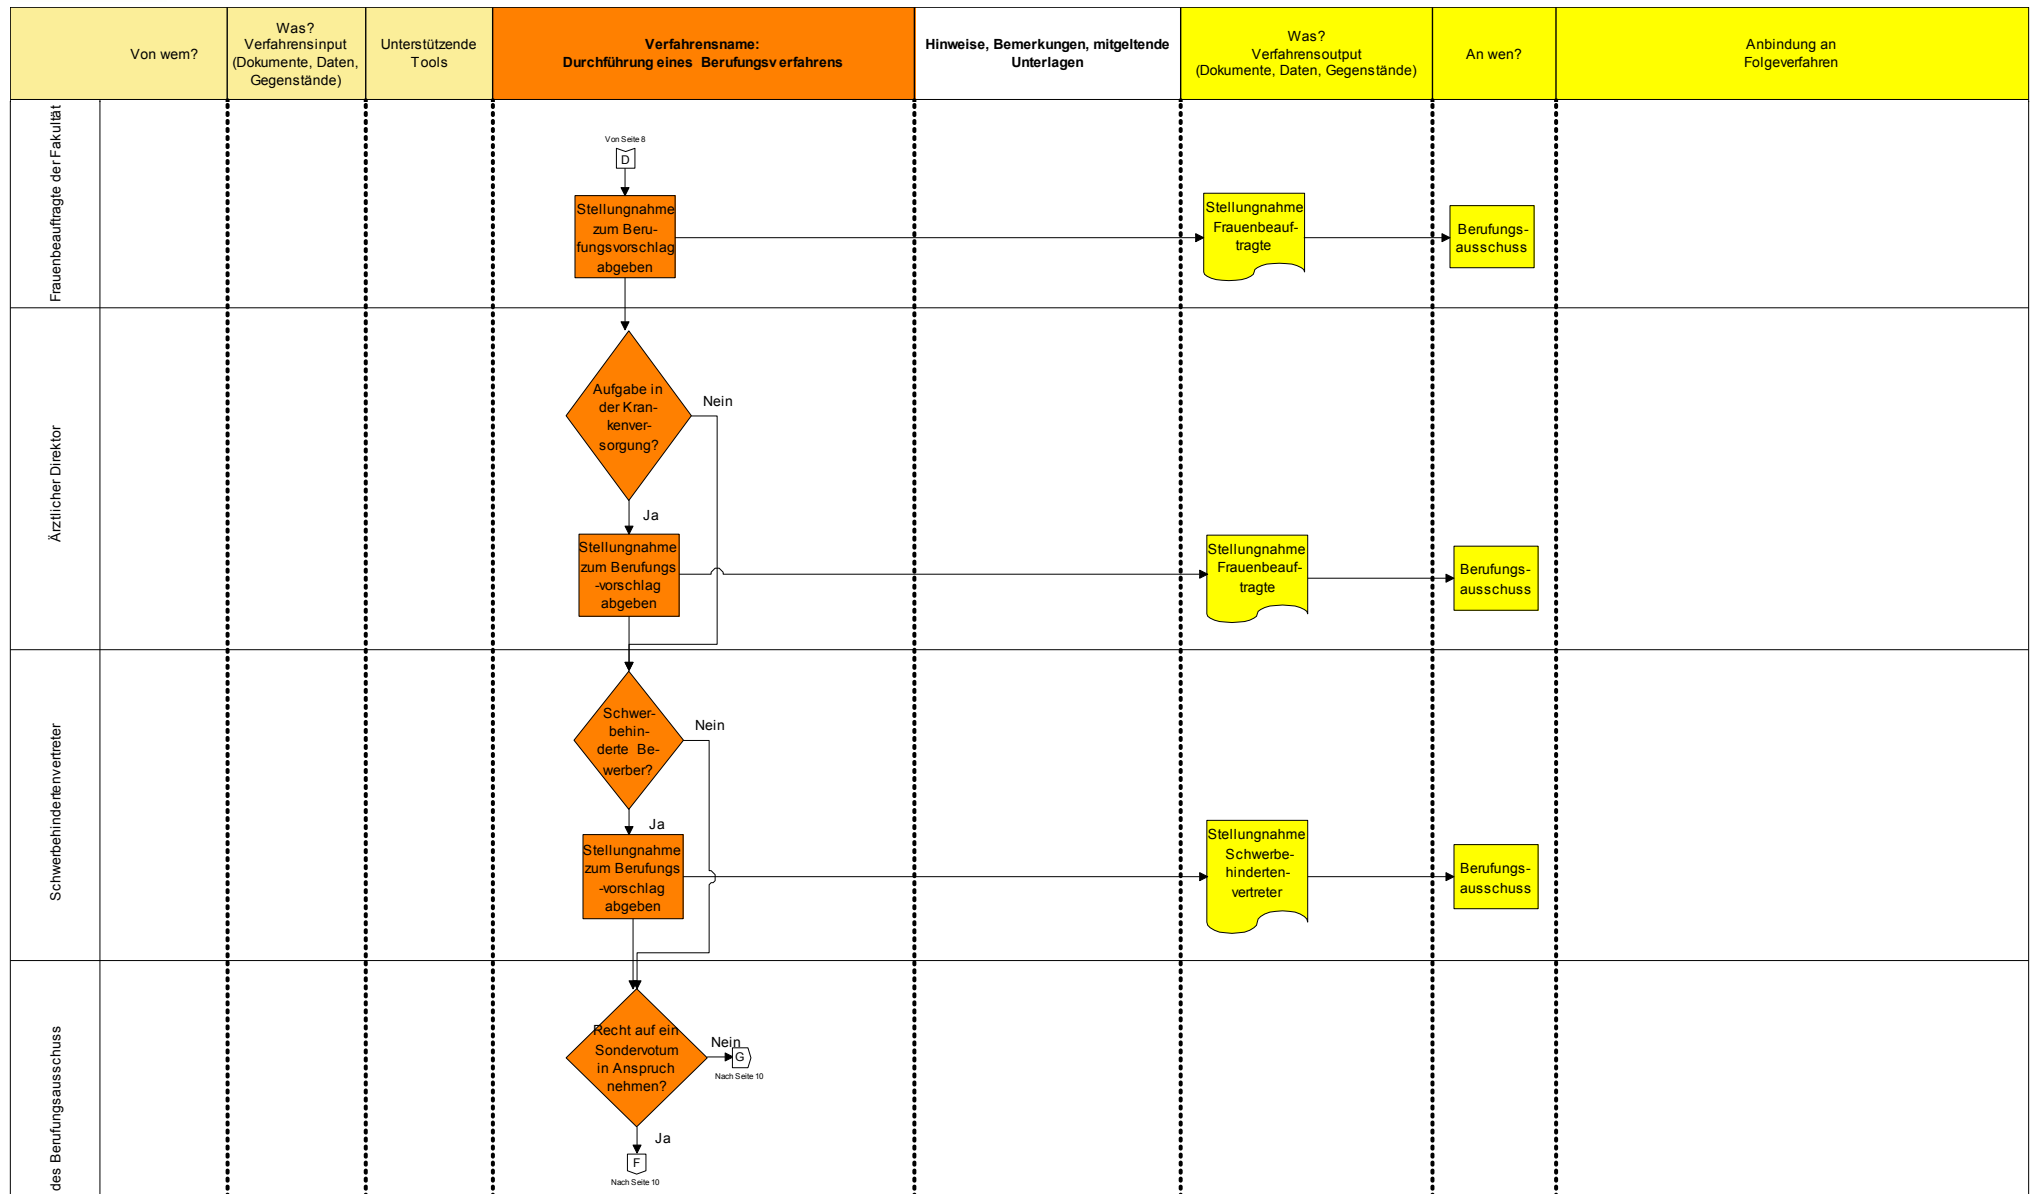 Von wem?
Was?
Verfahrensinput
(Dokumente, Daten,
Gegenstände)
Unterstützende
Tools
Verfahrensname:
Durchführung eines Berufungsverfahrens
Hinweise, Bemerkungen, mitgeltende
Unterlagen
Was?
Verfahrensoutput
(Dokumente, Daten, Gegenstände)
An wen?
Anbindung an
Folgeverfahren
Frauenbeauftragte der Fakultät
Von Seite 8
D
Stellungnahme
zum Beru-
fungsvorschlag
abgeben
Stellungnahme
Frauenbeauf-
tragte
Berufungs-
ausschuss
Ärztlicher Direktor
Aufgabe in
der Kran-
kenver-
sorgung?
Nein
Ja
Stellungnahme
zum Berufungs
-vorschlag
abgeben
Stellungnahme
Frauenbeauf-
tragte
Berufungs-
ausschuss
Schwerbehindertenvertreter
Schwer-
behin-
derte Be-
werber?
Nein
Ja
Stellungnahme
zum Berufungs
-vorschlag
abgeben
Stellungnahme
Schwerbe-
hinderten-
vertreter
Berufungs-
ausschuss
des Berufungsausschuss
Recht auf ein
Sondervotum
in Anspruch
nehmen?
Nein
G
Nach Seite 10
Ja
F
Nach Seite 10